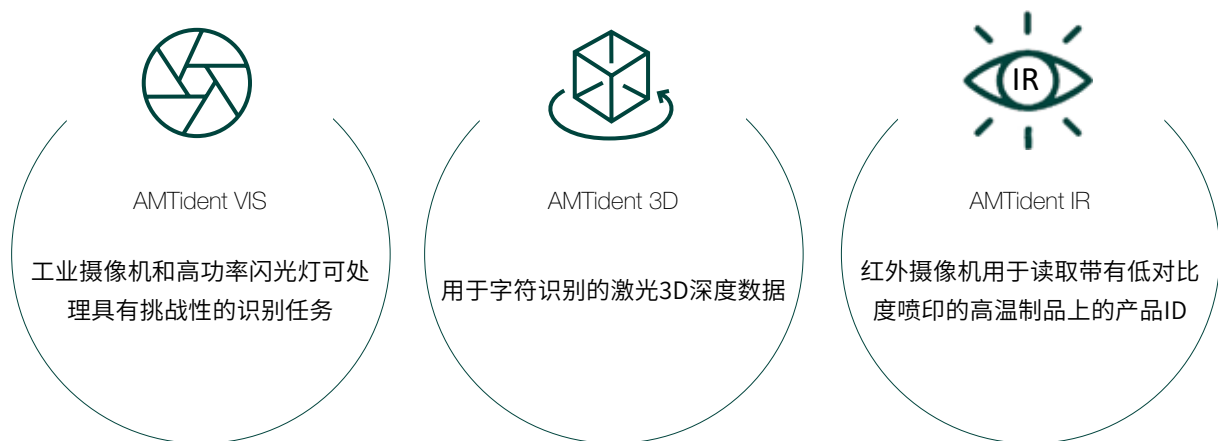 AMTident VIS
工业摄像机和高功率闪光灯可处
理具有挑战性的识别任务
AMTident 3D
用于字符识别的激光3D深度数据
IR
AMTident IR
红外摄像机用于读取带有低对比
度喷印的高温制品上的产品ID